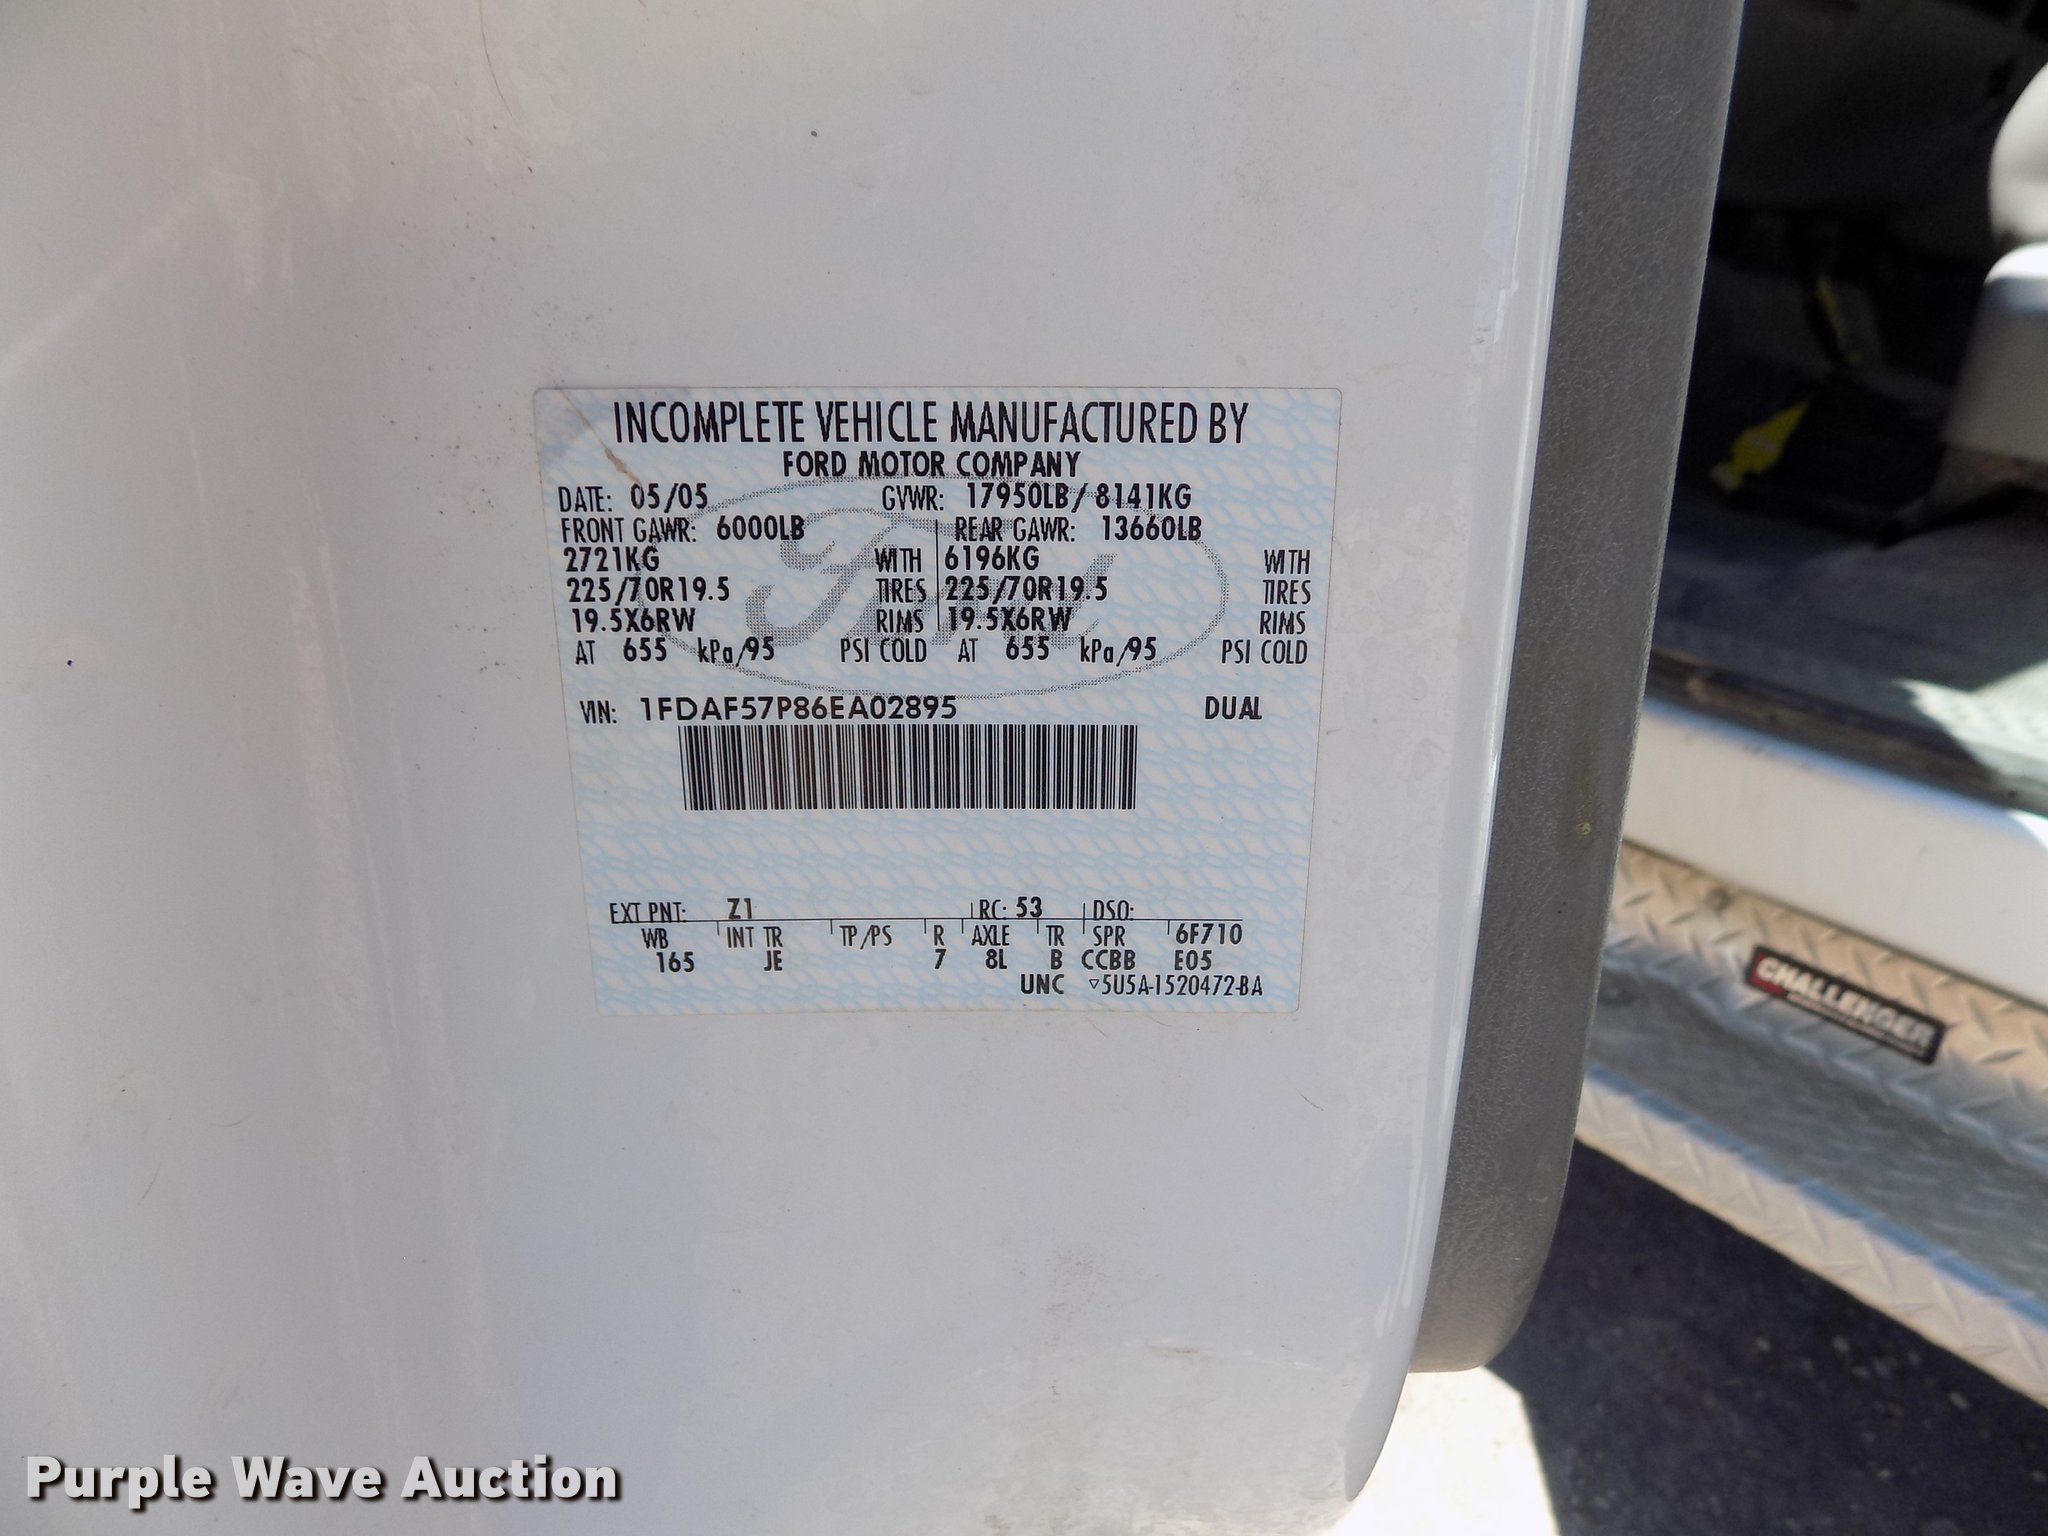 INCOMPLETE VEHICLE MANUFACTURED BY
FORD MOTOR COMPANY
DATE: 05/05 GVWR: 17950LB/ 8141KG
FRONT GAWR: 6000LB REAR GAWR: 13660LB
2721KG WITH 6196KG WITH
225/70R19.5 TIRES 225/70R19.5 TIRES
19.5X6RW RIMS 19.5X6RW RIMS
AT 655 kPa/95 PSI COLD AT 655 kPa/95 PSI COLD
Ford
VIN: 1FDAF57P86EA02895 DUAL
EXT PNT: Z1 RC: 53 DSO:
WB INT TR TP/PS R AXLE TR SPR 6F710
165 JE 7 8L B CCBB E05
UNC ▽5U5A-1520472-BA
CHALLENGER
Purple Wave Auction